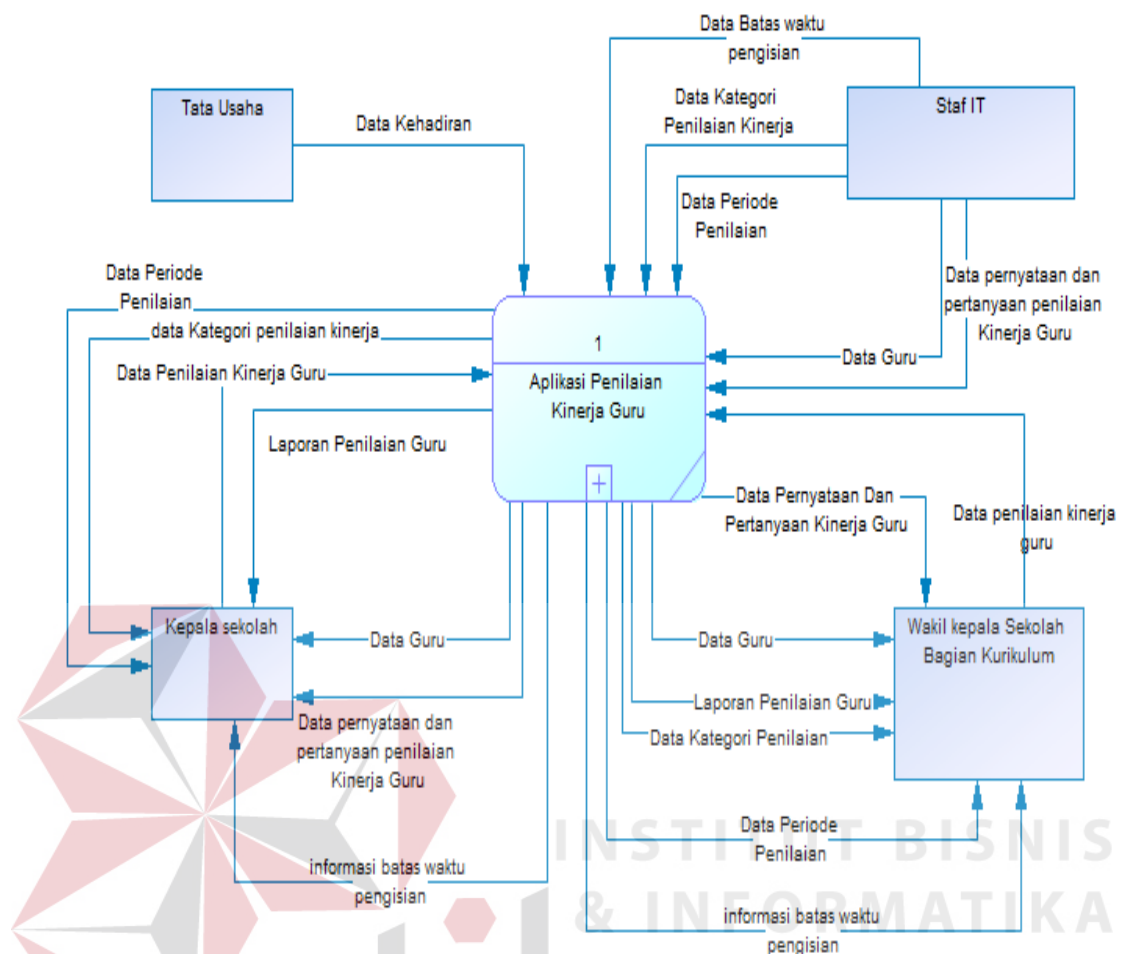 Data Batas waktu
pengisian
Tata Usaha
Data Kehadiran
Data Kategori
Penilaian Kinerja
Staf IT
Data Periode
Penilaian
Data Periode
Penilaian
data Kategori penilaian kinerja
Data Penilaian Kinerja Guru
Laporan Penilaian Guru
1
Aplikasi Penilaian
Kinerja Guru
+
Data pernyataan dan
pertanyaan penilaian
Kinerja Guru
Data Guru
Data Pernyataan Dan
Pertanyaan Kinerja Guru
Data penilaian kinerja
guru
Kepala sekolah
Data Guru
Data pernyataan dan
pertanyaan penilaian
Kinerja Guru
informasi batas waktu
pengisian
Data Guru
Laporan Penilaian Guru
Data Kategori Penilaian
Wakil kepala Sekolah
Bagian Kurikulum
Data Periode
Penilaian
informasi batas waktu
pengisian
INSTITUT BISNIS
& INFORMATIKA